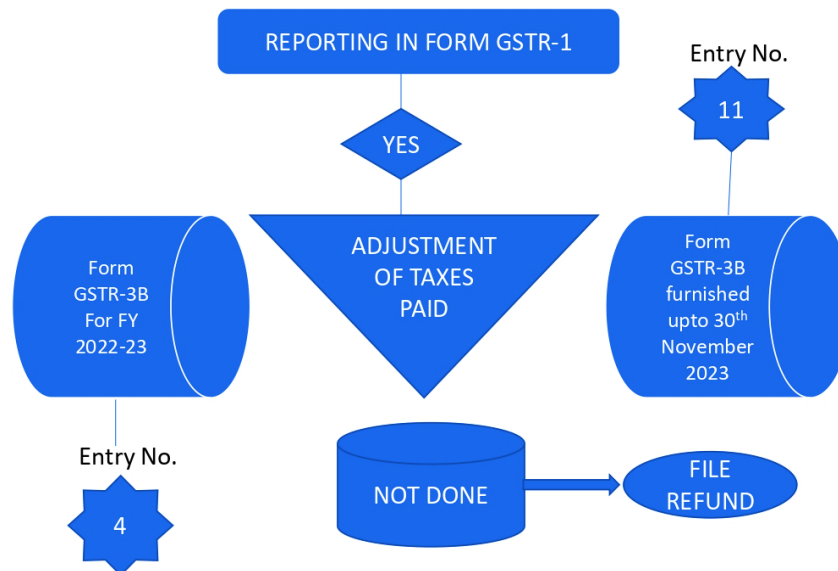 REPORTING IN FORM GSTR-1
Entry No.
11
YES
Form
GSTR-3B
For FY
2022-23
ADJUSTMENT
OF TAXES
PAID
Form
GSTR-3B
furnished
upto 30th
November
2023
Entry No.
4
NOT DONE
FILE
REFUND